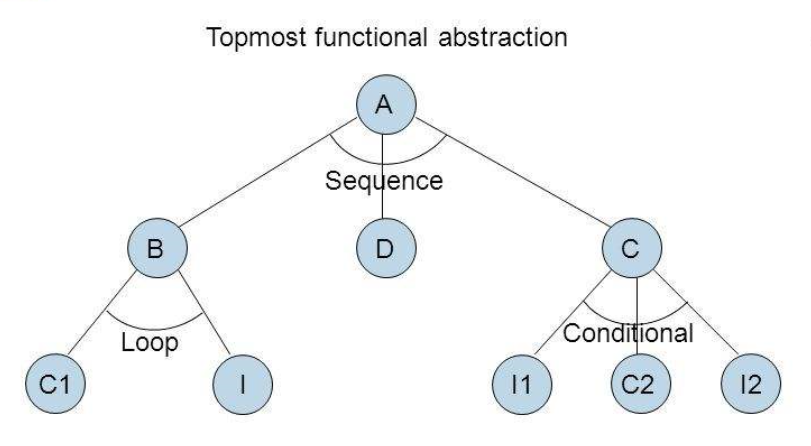 Topmost functional abstraction
A
Sequence
B
D
C
Loop
Conditional
C1
I
I1
C2
I2